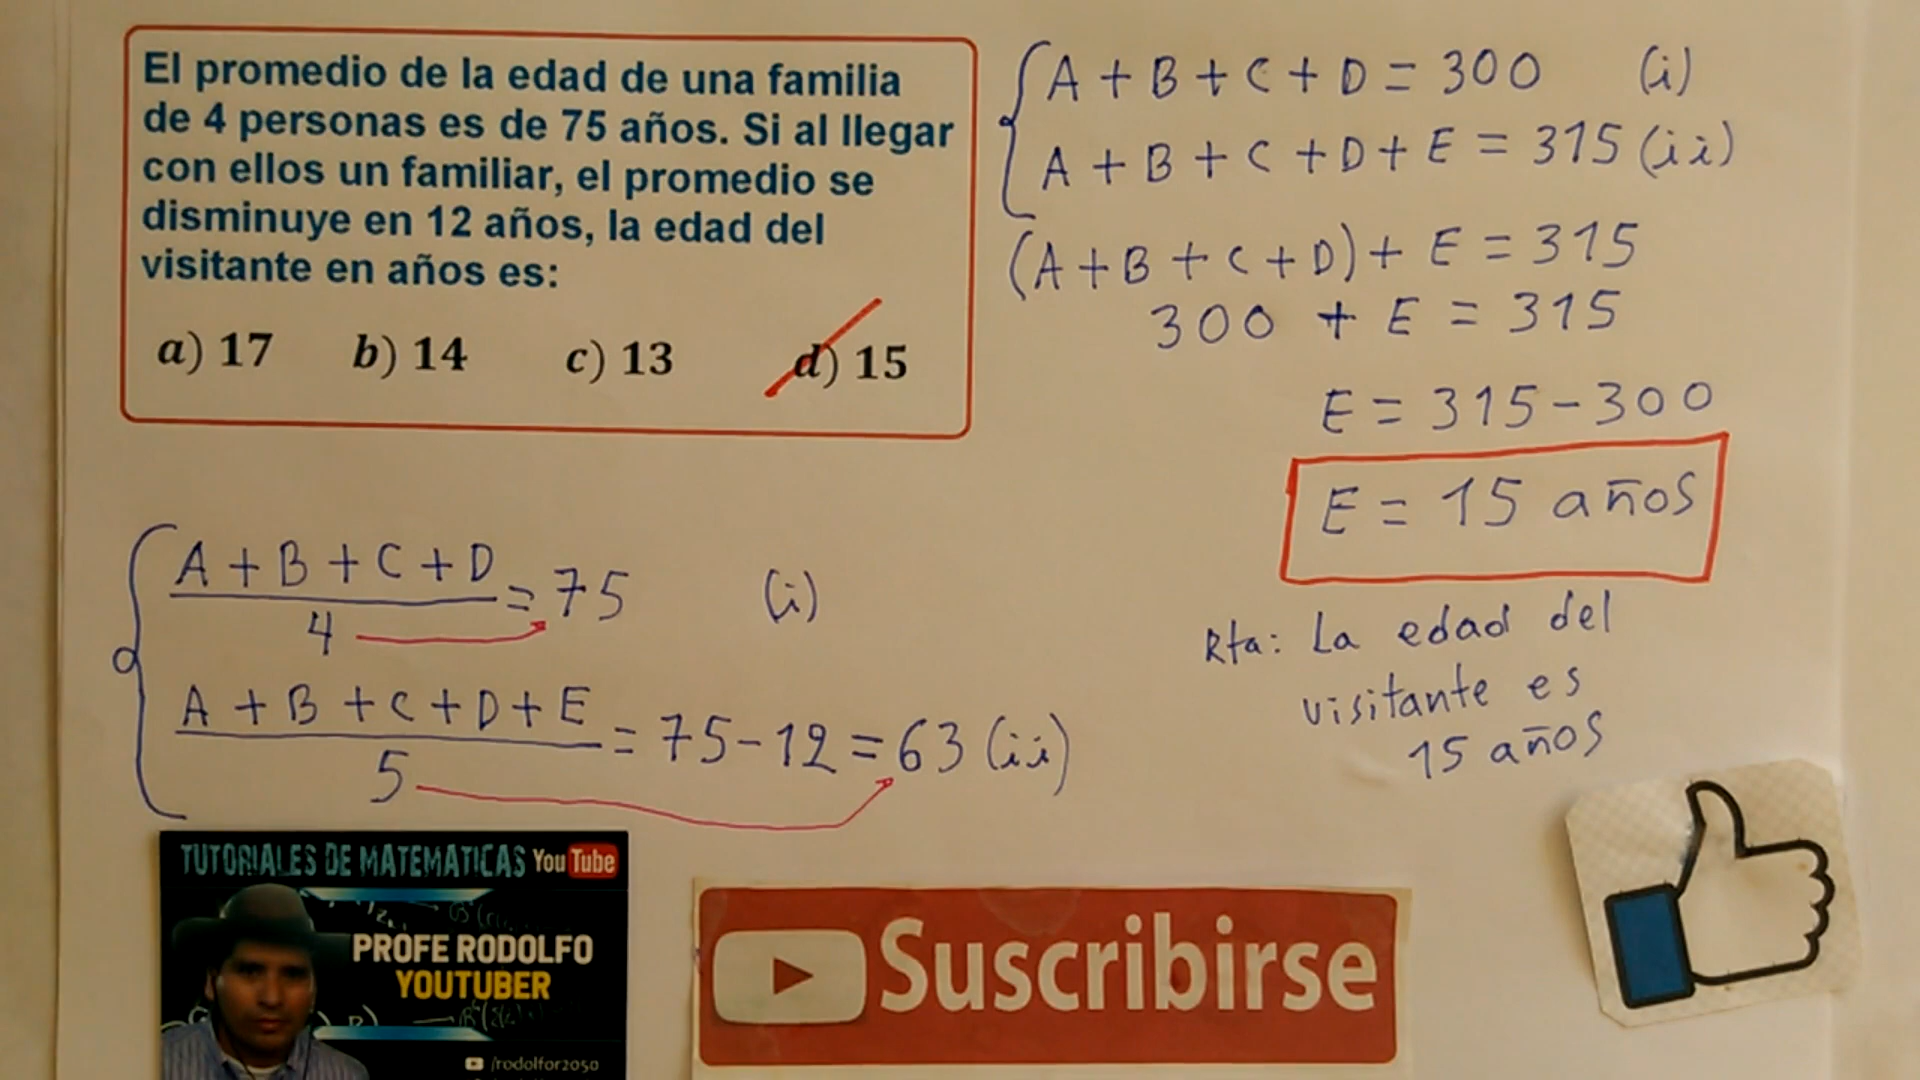 El promedio de la edad de una familia
de 4 personas es de 75 años. Si al llegar
con ellos un familiar, el promedio se
disminuye en 12 años, la edad del
visitante en años es:
a) 17 b) 14 c) 13 d) 15
A + B + C + D = 300 (i)
A + B + C + D + E = 315 (ii)
(A + B + C + D) + E = 315
300 + E = 315
E = 315 - 300
E = 15 años
Rta: La edad del
visitante es
15 años
A + B + C + D
4
= 75 (i)
A + B + C + D + E
5
= 75 - 12 = 63 (ii)
TUTORIALES DE MATEMATICAS YouTube
PROFE RODOLFO
YOUTUBER
/rodolfor2050
Suscribirse